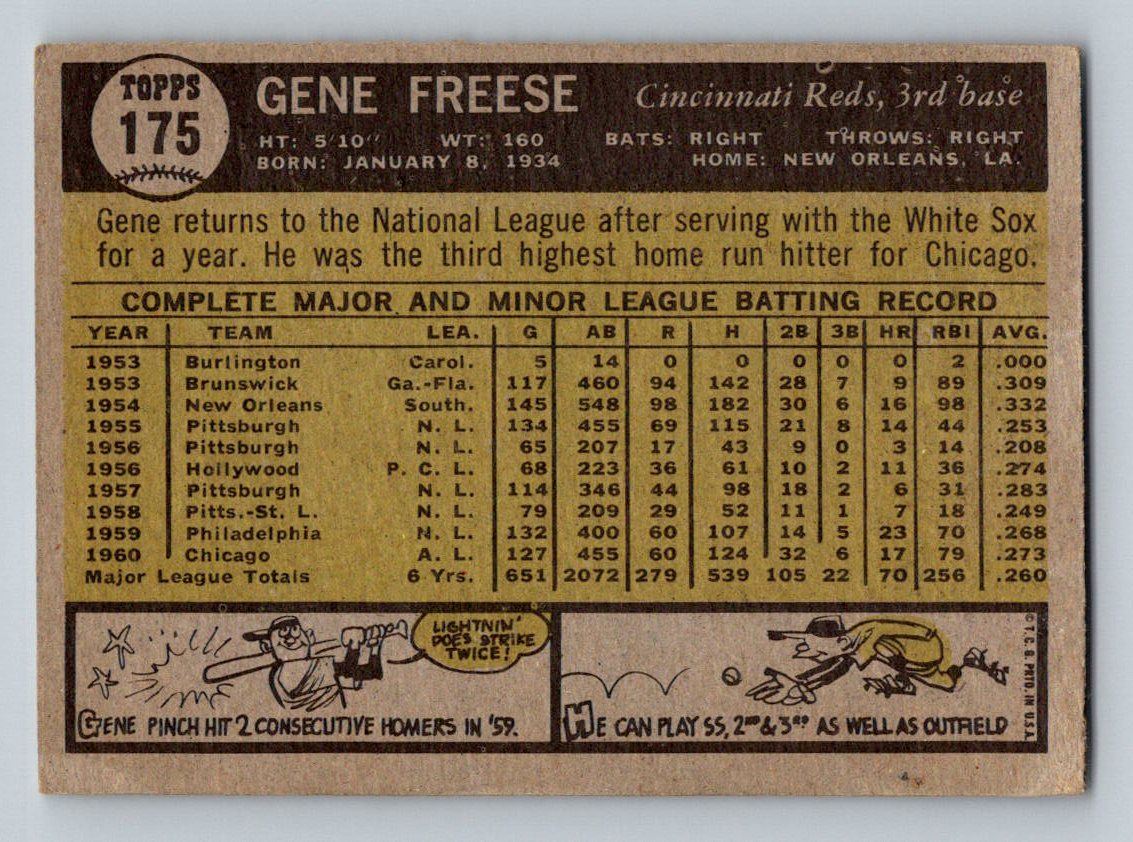 TOPPS
175
GENE FREESE
Cincinnati Reds, 3rd base
HT: 5'10" WT: 160 BATS: RIGHT THROWS: RIGHT
BORN: JANUARY 8, 1934 HOME: NEW ORLEANS, LA.
Gene returns to the National League after serving with the White Sox
for a year. He was the third highest home run hitter for Chicago.
COMPLETE MAJOR AND MINOR LEAGUE BATTING RECORD
YEAR TEAM LEA. G AB R H 2B 3B HR RBI AVG.
1953 Burlington Carol. 5 14 0 0 0 0 0 2 .000
1953 Brunswick Ga.-Fla. 117 460 94 142 28 7 9 89 .309
1954 New Orleans South. 145 548 98 182 30 6 16 98 .332
1955 Pittsburgh N. L. 134 455 69 115 21 8 14 44 .253
1956 Pittsburgh N. L. 65 207 17 43 9 0 3 14 .208
1956 Hollywood P. C. L. 68 223 36 61 10 2 11 36 .274
1957 Pittsburgh N. L. 114 346 44 98 18 2 6 31 .283
1958 Pitts.-St. L. N. L. 79 209 29 52 11 1 7 18 .249
1959 Philadelphia N. L. 132 400 60 107 14 5 23 70 .268
1960 Chicago A. L. 127 455 60 124 32 6 17 79 .273
Major League Totals 6 Yrs. 651 2072 279 539 105 22 70 256 .260
LIGHTNIN'
DOES STRIKE
TWICE!
GENE PINCH HIT 2 CONSECUTIVE HOMERS IN '59.
HE CAN PLAY SS, 2ND & 3RD AS WELL AS OUTFIELD
© T. C. G. PRTD. IN U.S.A.